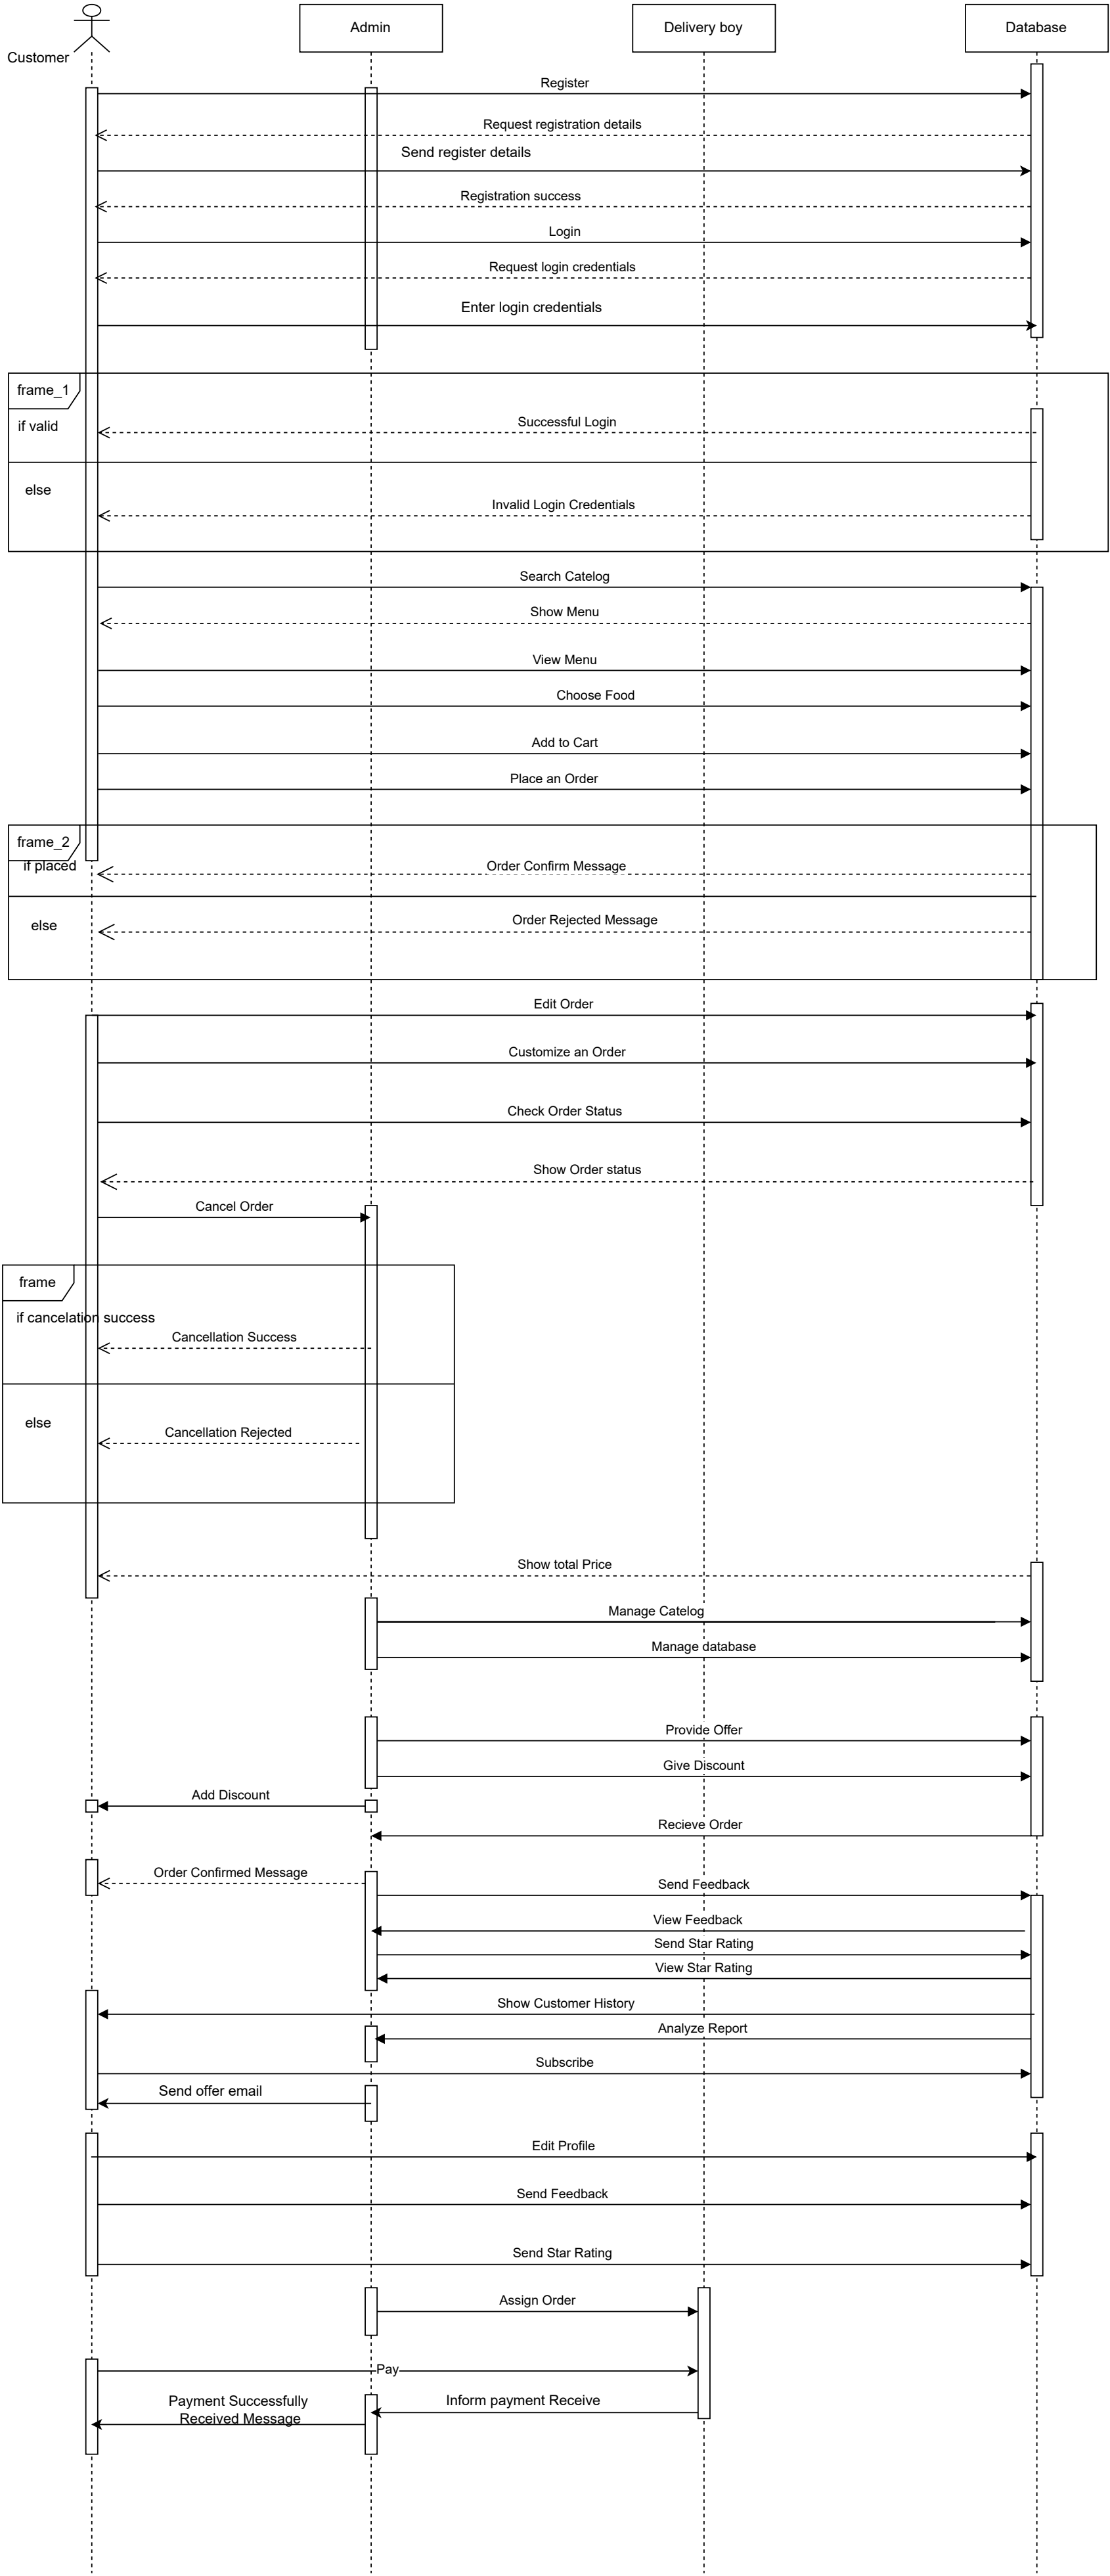 Customer
Admin
Delivery boy
Database
Register
Request registration details
Send register details
Registration success
Login
Request login credentials
Enter login credentials
frame_1
if valid
Successful Login
else
Invalid Login Credentials
Search Catelog
Show Menu
View Menu
Choose Food
Add to Cart
Place an Order
frame_2
if placed
Order Confirm Message
else
Order Rejected Message
Edit Order
Customize an Order
Check Order Status
Show Order status
Cancel Order
frame
if cancelation success
Cancellation Success
else
Cancellation Rejected
Show total Price
Manage Catelog
Manage database
Provide Offer
Give Discount
Add Discount
Recieve Order
Order Confirmed Message
Send Feedback
View Feedback
Send Star Rating
View Star Rating
Show Customer History
Analyze Report
Subscribe
Send offer email
Edit Profile
Send Feedback
Send Star Rating
Assign Order
Pay
Inform payment Receive
Payment Successfully
Received Message